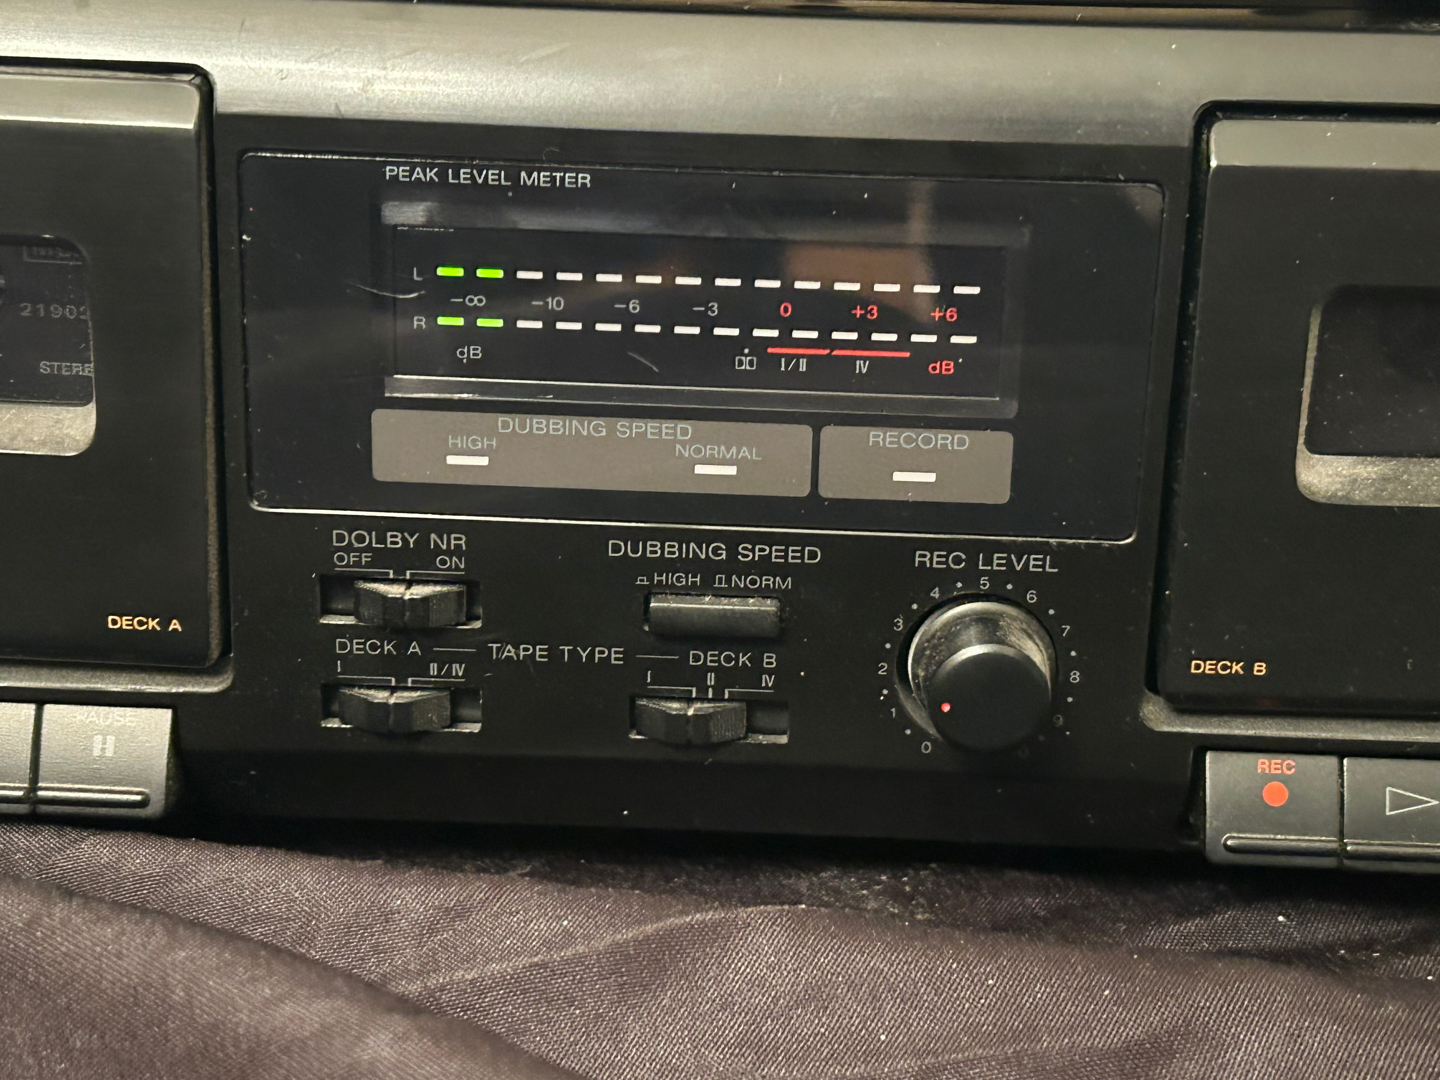 PEAK LEVEL METER
L
-∞ -10 -6 -3 0 +3 +6
R
dB I/II IV dB
2190
STERE
DUBBING SPEED
HIGH NORMAL
RECORD
DOLBY NR
OFF ON
DUBBING SPEED
HIGH NORM
REC LEVEL
0 1 2 3 4 5 6 7 8 9
DECK A TAPE TYPE DECK B
I II/IV
I II IV
DECK A
DECK B
PAUSE
REC